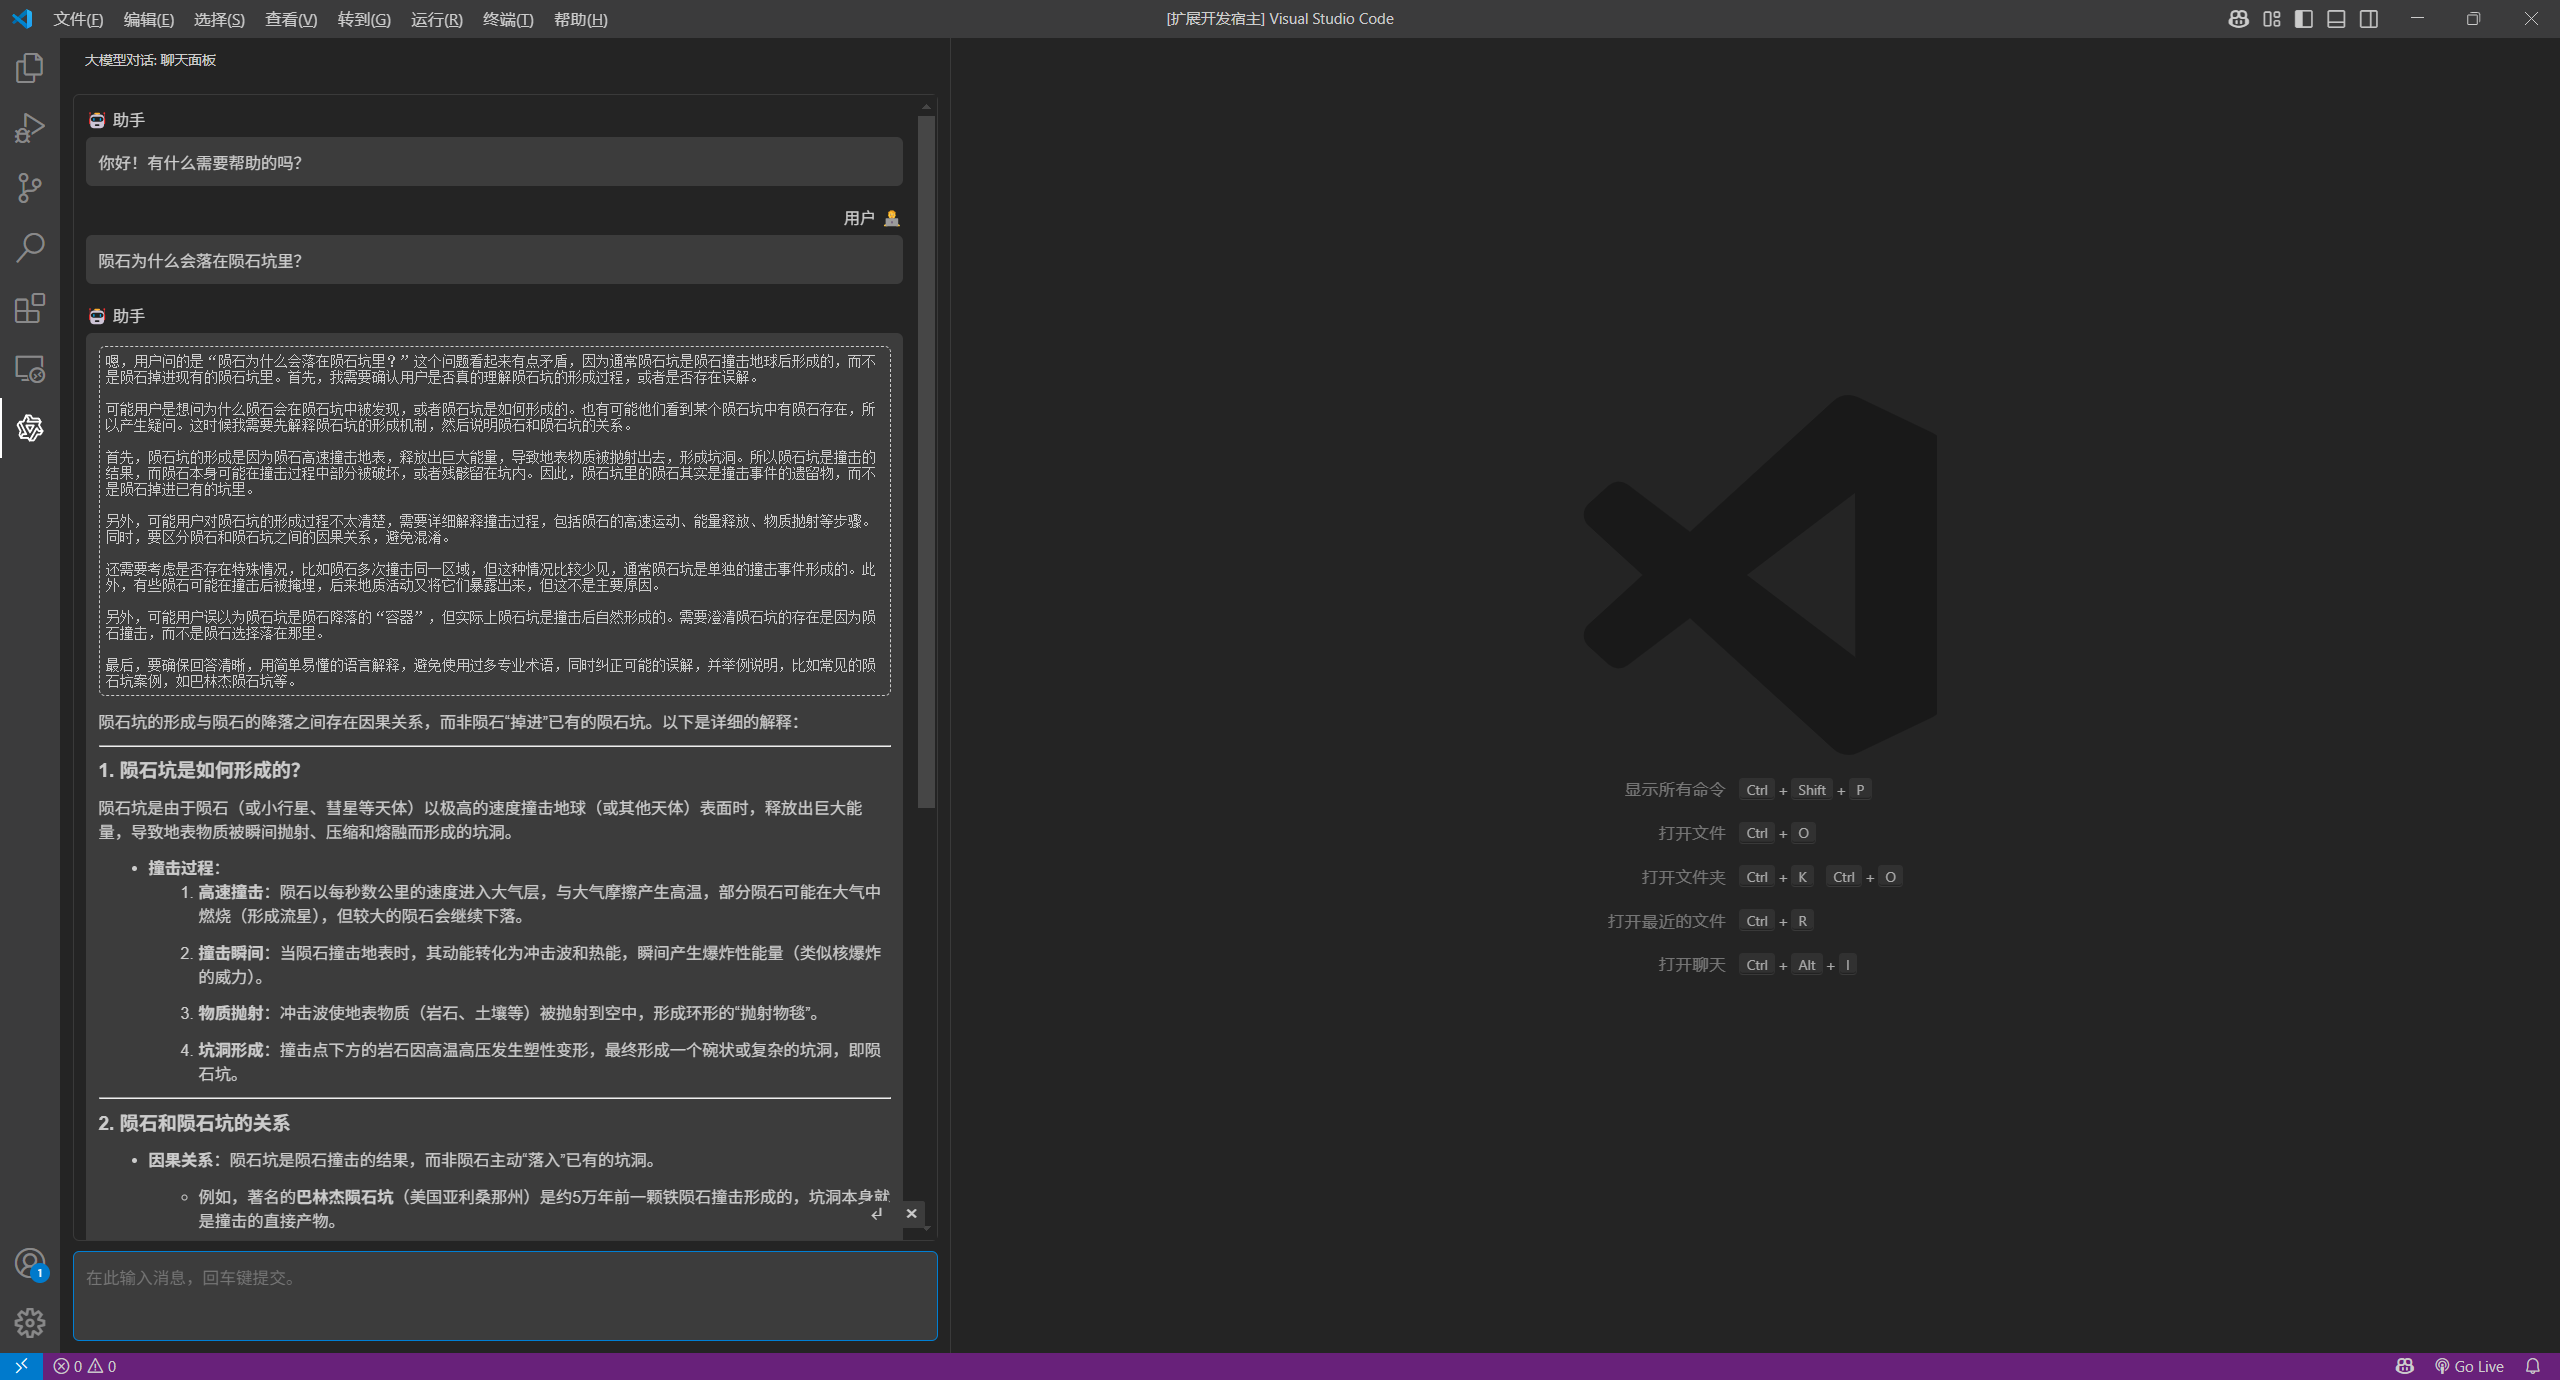 文件(F) 编辑(E) 选择(S) 查看(V) 转到(G) 运行(R) 终端(T) 帮助(H)
[扩展开发宿主] Visual Studio Code
大模型对话: 聊天面板
助手
你好！有什么需要帮助的吗？
用户
陨石为什么会落在陨石坑里？
助手
嗯，用户问的是“陨石为什么会落在陨石坑里？”这个问题看起来有点矛盾，因为通常陨石坑是陨石撞击地球后形成的，而不
是陨石掉进现有的陨石坑里。首先，我需要确认用户是否真的理解陨石坑的形成过程，或者是否存在误解。
可能用户是想问为什么陨石会在陨石坑中被发现，或者陨石坑是如何形成的。也有可能他们看到某个陨石坑中有陨石存在，所
以产生疑问。这时候我需要先解释陨石坑的形成机制，然后说明陨石和陨石坑的关系。
首先，陨石坑的形成是因为陨石高速撞击地表，释放出巨大能量，导致地表物质被抛射出去，形成坑洞。所以陨石坑是撞击的
结果，而陨石本身可能在撞击过程中部分被破坏，或者残骸留在坑内。因此，陨石坑里的陨石其实是撞击事件的遗留物，而不
是陨石掉进已有的坑里。
另外，可能用户对陨石坑的形成过程不太清楚，需要详细解释撞击过程，包括陨石的高速运动、能量释放、物质抛射等步骤。
同时，要区分陨石和陨石坑之间的因果关系，避免混淆。
还需要考虑是否存在特殊情况，比如陨石多次撞击同一区域，但这种情况比较少见，通常陨石坑是单独的撞击事件形成的。此
外，有些陨石可能在撞击后被掩埋，后来地质活动又将它们暴露出来，但这不是主要原因。
另外，可能用户误以为陨石坑是陨石降落的“容器”，但实际上陨石坑是撞击后自然形成的。需要澄清陨石坑的存在是因为陨
石撞击，而不是陨石选择落在那里。
最后，要确保回答清晰，用简单易懂的语言解释，避免使用过多专业术语，同时纠正可能的误解，并举例说明，比如常见的陨
石坑案例，如巴林杰陨石坑等。
陨石坑的形成与陨石的降落之间存在因果关系，而非陨石“掉进”已有的陨石坑。以下是详细的解释：
1. 陨石坑是如何形成的？
陨石坑是由于陨石（或小行星、彗星等天体）以极高的速度撞击地球（或其他天体）表面时，释放出巨大能
量，导致地表物质被瞬间抛射、压缩和熔融而形成的坑洞。
• 撞击过程：
1. 高速撞击：陨石以每秒数公里的速度进入大气层，与大气摩擦产生高温，部分陨石可能在大气中
燃烧（形成流星），但较大的陨石会继续下落。
2. 撞击瞬间：当陨石撞击地表时，其动能转化为冲击波和热能，瞬间产生爆炸性能量（类似核爆炸
的威力）。
3. 物质抛射：冲击波使地表物质（岩石、土壤等）被抛射到空中，形成环形的“抛射物毯”。
4. 坑洞形成：撞击点下方的岩石因高温高压发生塑性变形，最终形成一个碗状或复杂的坑洞，即陨
石坑。
2. 陨石和陨石坑的关系
• 因果关系：陨石坑是陨石撞击的结果，而非陨石主动“落入”已有的坑洞。
◦ 例如，著名的巴林杰陨石坑（美国亚利桑那州）是约5万年前一颗铁陨石撞击形成的，坑洞本身就
是撞击的直接产物。
在此输入消息，回车键提交。
显示所有命令 Ctrl + Shift + P
打开文件 Ctrl + O
打开文件夹 Ctrl + K Ctrl + O
打开最近的文件 Ctrl + R
打开聊天 Ctrl + Alt + I
1
0 0
Go Live